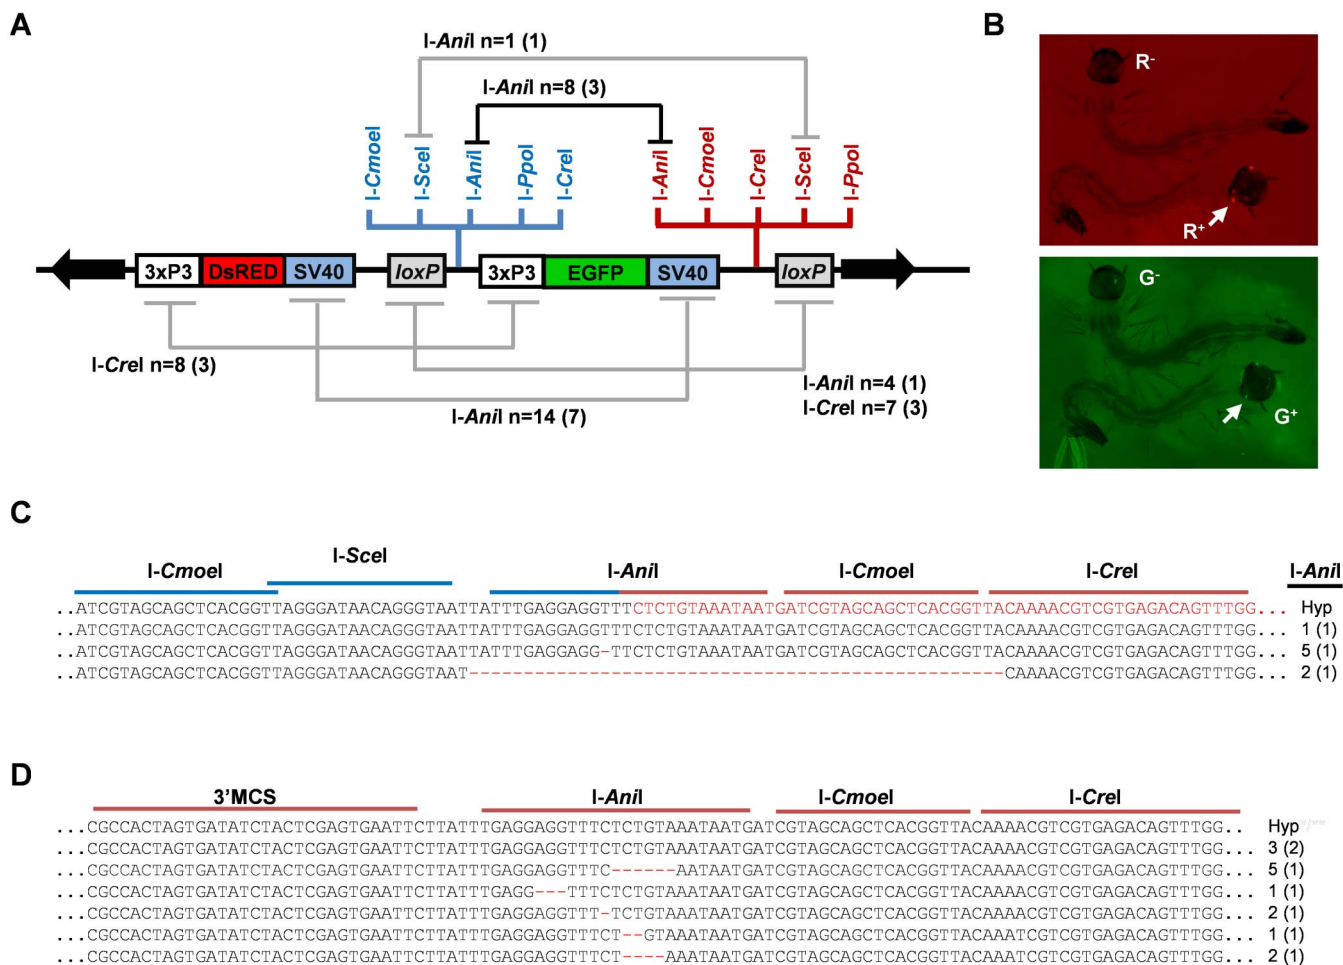 A
B
I-AniI n=1 (1)
I-AniI n=8 (3)
I-CmoeI
I-SceI
I-AniI
I-PpoI
I-CreI
I-AniI
I-CmoeI
I-CreI
I-SceI
I-PpoI
3xP3 DsRED SV40 loxP 3xP3 EGFP SV40 loxP
I-CreI n=8 (3)
I-AniI n=14 (7)
I-AniI n=4 (1)
I-CreI n=7 (3)
R-
R+
G-
G+
C
I-CmoeI I-SceI I-AniI I-CmoeI I-CreI I-AniI
..ATCGTAGCAGCTCACGGTTAGGGATAACAGGGTAATTATTTGAGGAGGTTTCTCTGTAAATAATGATCGTAGCAGCTCACGGTTACAAAACGTCGTGAGACAGTTTGG... Hyp
..ATCGTAGCAGCTCACGGTTAGGGATAACAGGGTAATTATTTGAGGAGGTTTCTCTGTAAATAATGATCGTAGCAGCTCACGGTTACAAAACGTCGTGAGACAGTTTGG... 1 (1)
..ATCGTAGCAGCTCACGGTTAGGGATAACAGGGTAATTATTTGAGGAGG-TTCTCTGTAAATAATGATCGTAGCAGCTCACGGTTACAAAACGTCGTGAGACAGTTTGG... 5 (1)
..ATCGTAGCAGCTCACGGTTAGGGATAACAGGGTAAT---------------------------------------------------CAAAACGTCGTGAGACAGTTTGG... 2 (1)
D
3'MCS I-AniI I-CmoeI I-CreI
...CGCCACTAGTGATATCTACTCGAGTGAATTCTTATTTGAGGAGGTTTCTCTGTAAATAATGATCGTAGCAGCTCACGGTTACAAAACGTCGTGAGACAGTTTGG.. Hyp
...CGCCACTAGTGATATCTACTCGAGTGAATTCTTATTTGAGGAGGTTTCTCTGTAAATAATGATCGTAGCAGCTCACGGTTACAAAACGTCGTGAGACAGTTTGG... 3 (2)
...CGCCACTAGTGATATCTACTCGAGTGAATTCTTATTTGAGGAGGTTTC------AATAATGATCGTAGCAGCTCACGGTTACAAAACGTCGTGAGACAGTTTGG... 5 (1)
...CGCCACTAGTGATATCTACTCGAGTGAATTCTTATTTGAGG---TTTCTCTGTAAATAATGATCGTAGCAGCTCACGGTTACAAAACGTCGTGAGACAGTTTGG... 1 (1)
...CGCCACTAGTGATATCTACTCGAGTGAATTCTTATTTGAGGAGGTTT-TCTGTAAATAATGATCGTAGCAGCTCACGGTTACAAAACGTCGTGAGACAGTTTGG... 2 (1)
...CGCCACTAGTGATATCTACTCGAGTGAATTCTTATTTGAGGAGGTTTCT--GTAAATAATGATCGTAGCAGCTCACGGTTACAAATCGTCGTGAGACAGTTTGG... 1 (1)
...CGCCACTAGTGATATCTACTCGAGTGAATTCTTATTTGAGGAGGTTTCT----AAATAATGATCGTAGCAGCTCACGGTTACAAAACGTCGTGAGACAGTTTGG... 2 (1)